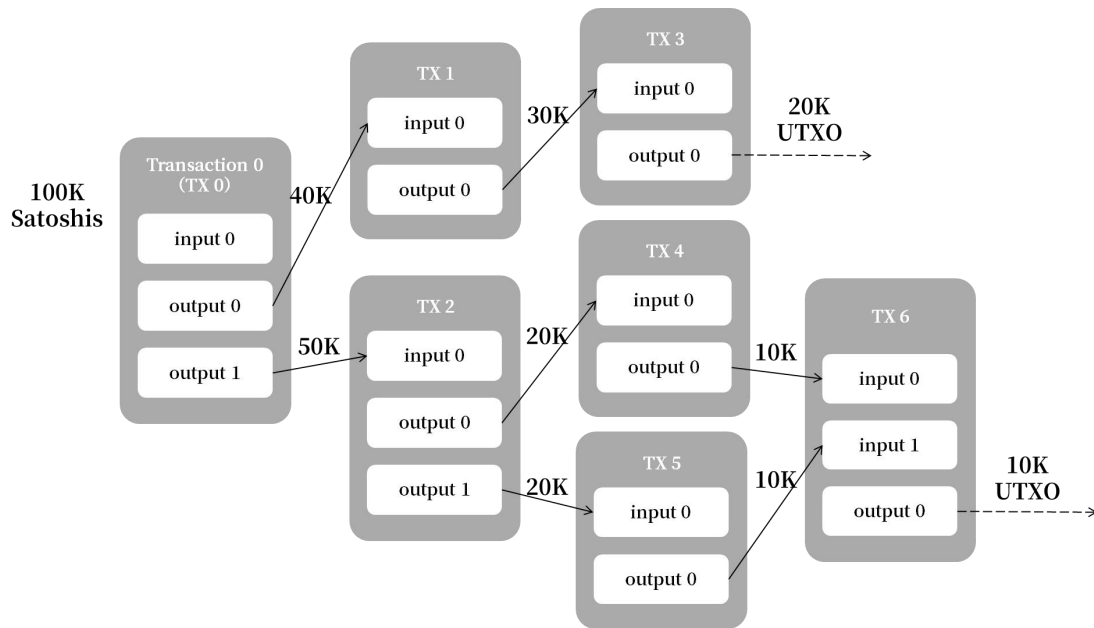 100K
Satoshis
Transaction 0
(TX 0)
input 0
output 0
output 1
40K
50K
TX 1
input 0
output 0
30K
TX 2
input 0
output 0
output 1
20K
20K
TX 3
input 0
output 0
20K
UTXO
TX 4
input 0
output 0
10K
TX 5
input 0
output 0
10K
TX 6
input 0
input 1
output 0
10K
UTXO